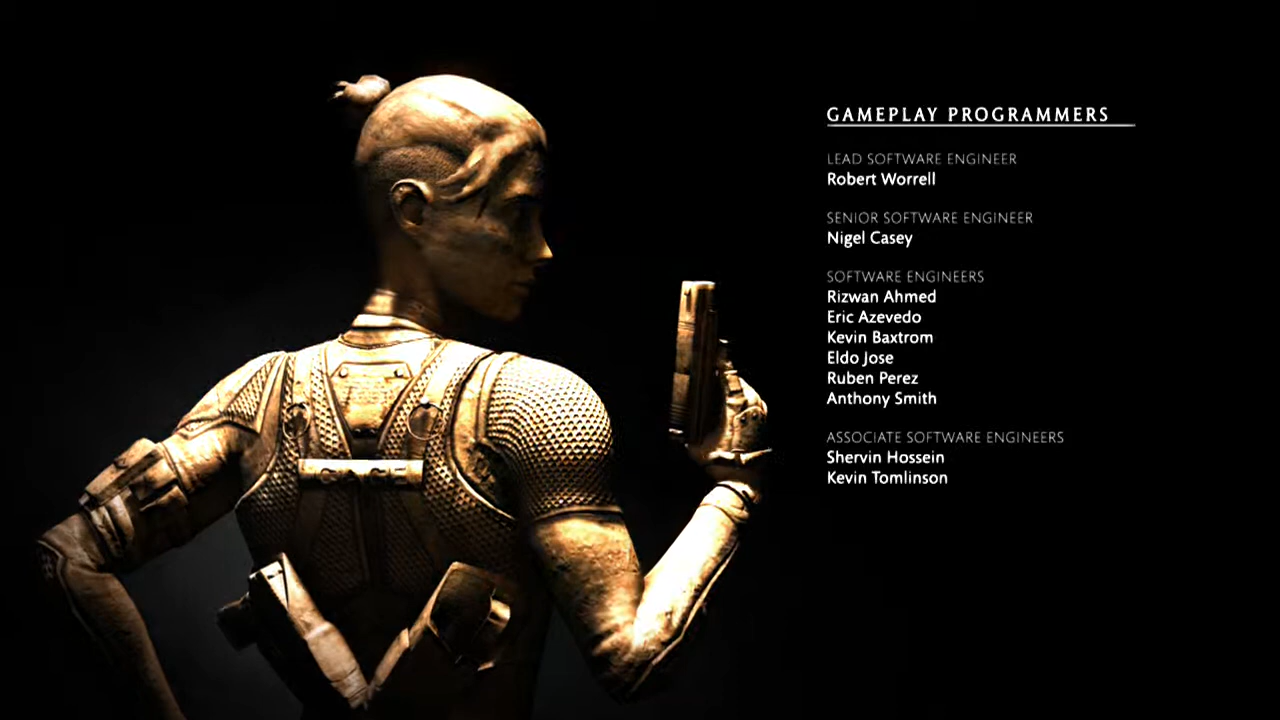 GAMEPLAY PROGRAMMERS
LEAD SOFTWARE ENGINEER
Robert Worrell
SENIOR SOFTWARE ENGINEER
Nigel Casey
SOFTWARE ENGINEERS
Rizwan Ahmed
Eric Azevedo
Kevin Baxtrom
Eldo Jose
Ruben Perez
Anthony Smith
ASSOCIATE SOFTWARE ENGINEERS
Shervin Hossein
Kevin Tomlinson